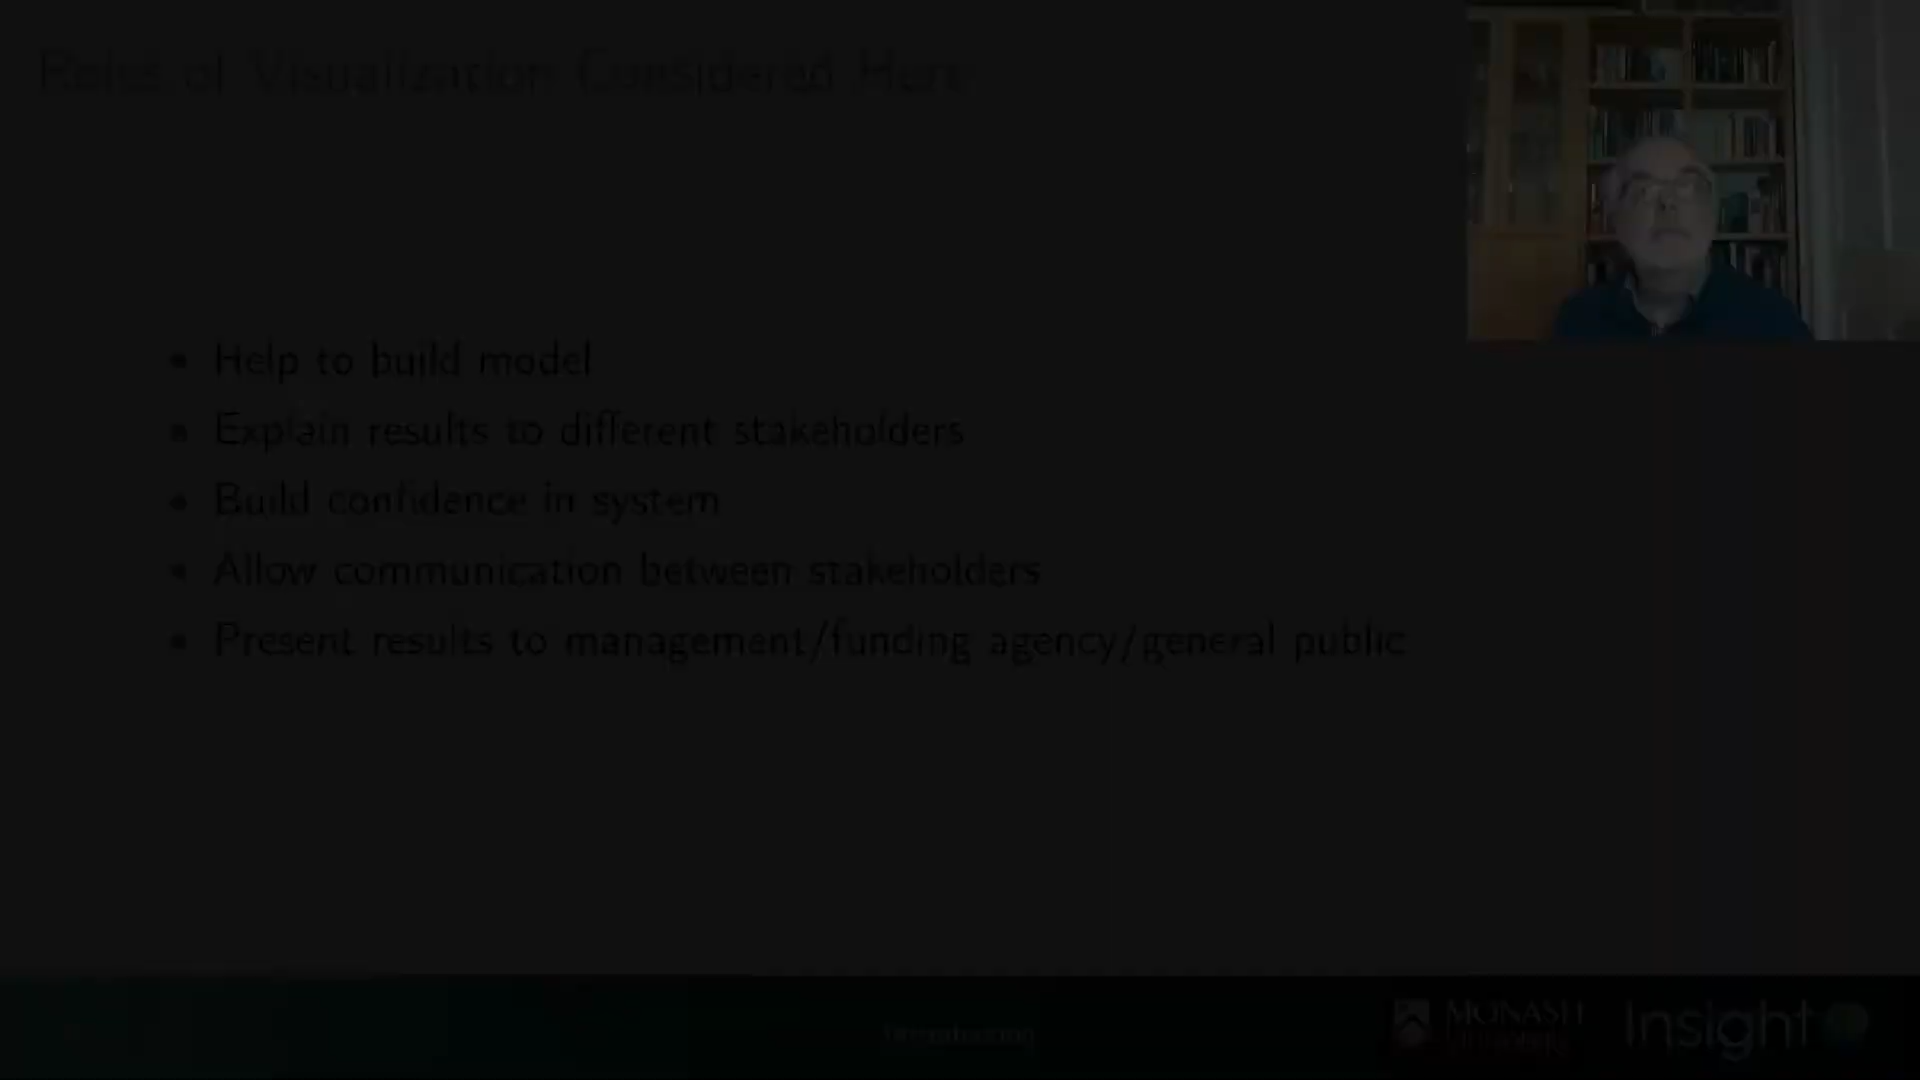 Roles of Visualization Considered Here
• Help to build model
• Explain results to different stakeholders
• Build confidence in system
• Allow communication between stakeholders
• Present results to management/funding agency/general public
MONASH
Insight